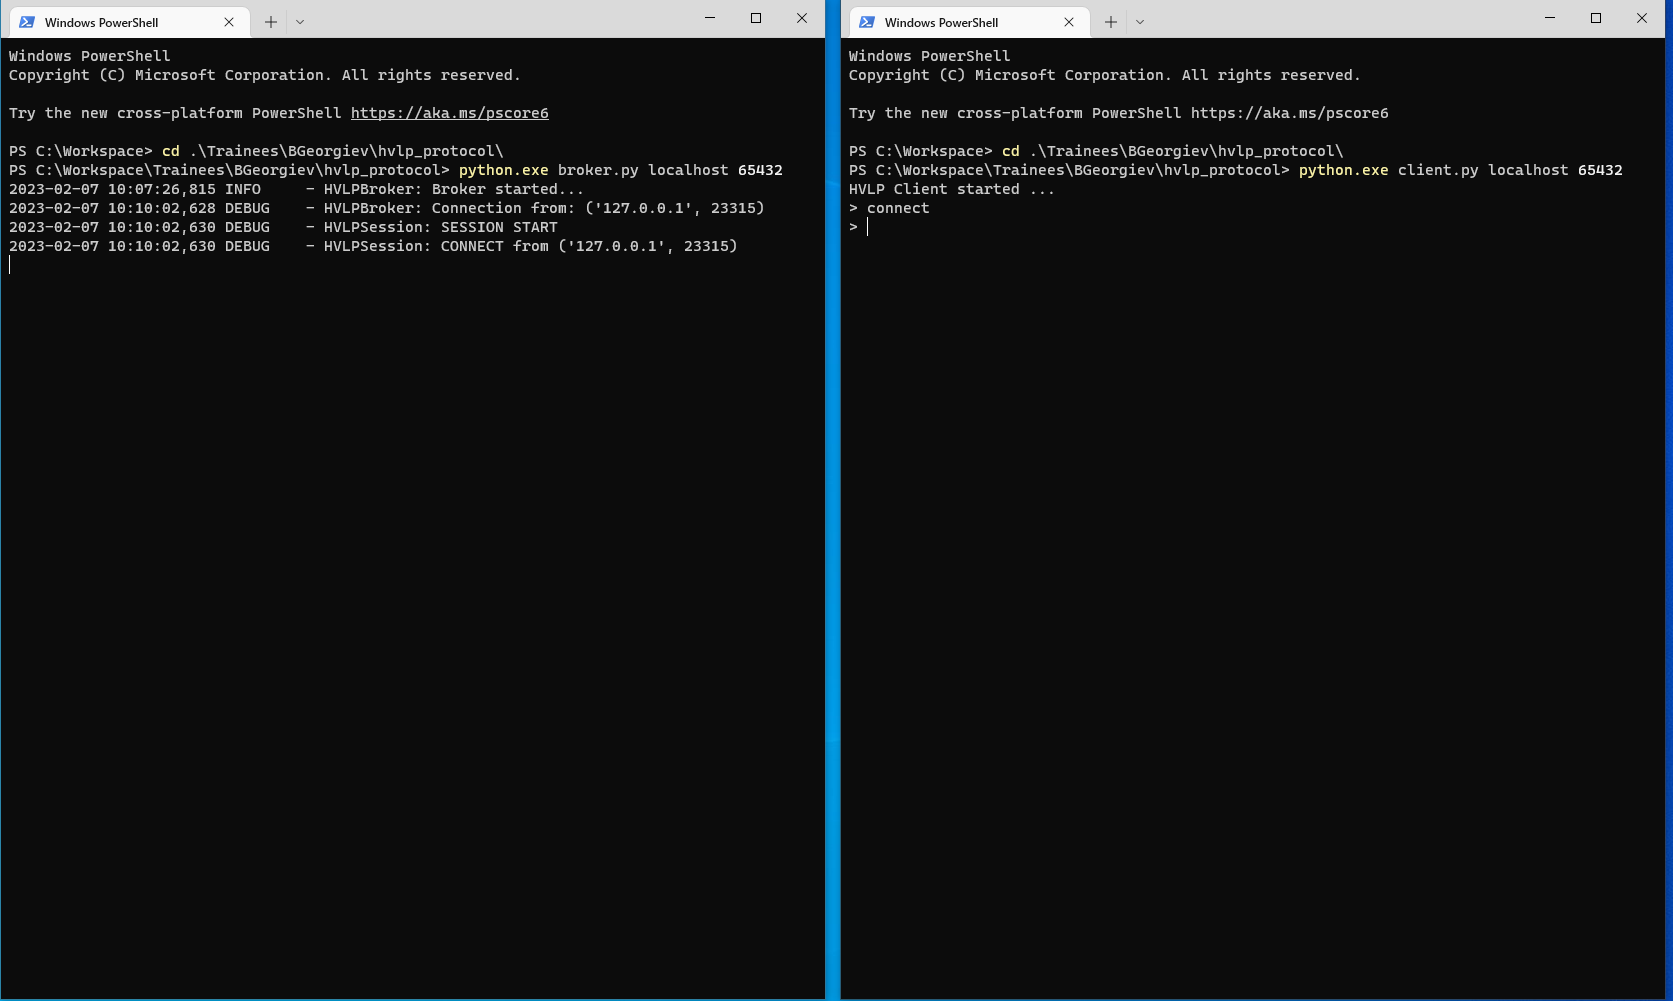 Windows PowerShell
Windows PowerShell
Copyright (C) Microsoft Corporation. All rights reserved.
Try the new cross-platform PowerShell https://aka.ms/pscore6
PS C:\Workspace> cd .\Trainees\BGeorgiev\hvlp_protocol\
PS C:\Workspace\Trainees\BGeorgiev\hvlp_protocol> python.exe broker.py localhost 65432
2023-02-07 10:07:26,815 INFO     - HVLPBroker: Broker started...
2023-02-07 10:10:02,628 DEBUG    - HVLPBroker: Connection from: ('127.0.0.1', 23315)
2023-02-07 10:10:02,630 DEBUG    - HVLPSession: SESSION START
2023-02-07 10:10:02,630 DEBUG    - HVLPSession: CONNECT from ('127.0.0.1', 23315)
Windows PowerShell
Windows PowerShell
Copyright (C) Microsoft Corporation. All rights reserved.
Try the new cross-platform PowerShell https://aka.ms/pscore6
PS C:\Workspace> cd .\Trainees\BGeorgiev\hvlp_protocol\
PS C:\Workspace\Trainees\BGeorgiev\hvlp_protocol> python.exe client.py localhost 65432
HVLP Client started ...
> connect
>